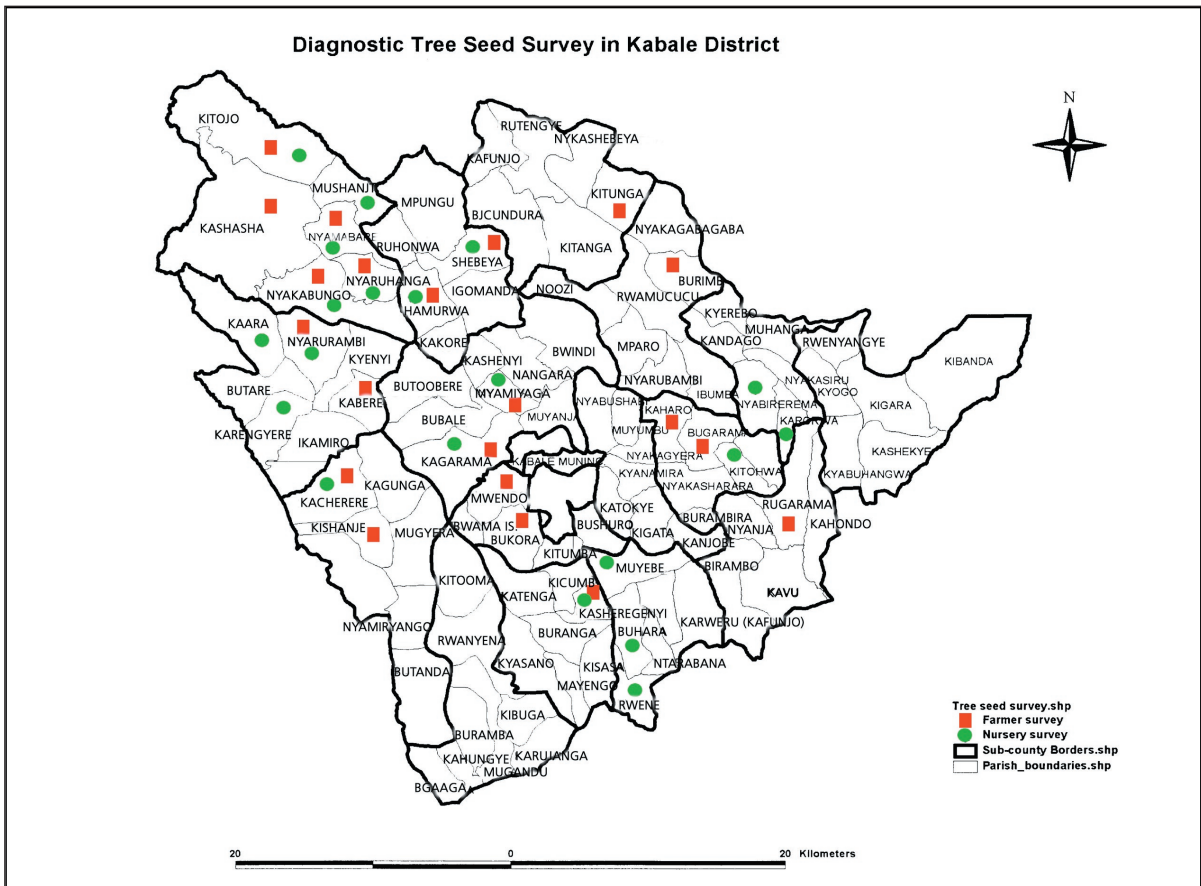 Diagnostic Tree Seed Survey in Kabale District
N
KITOJO
RUTENGYE
NYKASHEBEYA
KAFUNJO
MUSHANJI
MPUNGU
KITUNGA
BJCUNDURA
KASHASHA
NYAMABARE
RUHONWA
NYAKAGABAGABA
KITANGA
SHEBEYA
NYARUHANGA
BURIME
NYAKABUNGO
IGOMANDA
NOOZI
HAMURWA
RWAMUCUCU
KYEREBO
KAARA
MUHANGA
NYARURAMBI
KAKORE
KANDAGO
RWENYANGYE
KYENYI
KASHENYI
BWINDI
MPARO
KIBANDA
NANGARA
BUTARE
KABERE
BUTOOBERE
MYAMIYAGA
NYARUBAMBI
NYAKASIRU
IBUMBA
NYABIREREMA
KYOGO
NYABUSHABI
KIGARA
KARENGYERE
BUBALE
MUYANJA
KAHARO
KARORWA
MUYUMBU
BUGARAMA
IKAMIRO
KASHEKYE
KAGARAMA
KABALE MUNINC
NYAKAGYERA
KITOHWA
KYANAMIRA
KYABUHANGWA
KAGUNGA
NYAKASHARARA
KACHERERE
MWENDO
KATOKYE
RUGARAMA
KISHANJE
MUGYERA
BWAMA IS.
BUSHURO
BURAMBIRA
NYANJA
KAHONDO
BUKORA
KIGATA
KANJOBE
KITUMBA
MUYEBE
BIRAMBO
KITOOMA
KICUMBI
KATENGA
KAVU
KASHEREGENYI
NYAMIRYANGO
BURANGA
BUHARA
KARWERU (KAFUNJO)
RWANYENA
KYASANO
KISASA
NTARABANA
BUTANDA
MAYENGO
RWENE
KIBUGA
BURAMBA
KARUJANGA
KAHUNGYE
MUGANDU
BGAAGAA
Tree seed survey.shp
Farmer survey
Nursery survey
Sub-county Borders.shp
Parish_boundaries.shp
20 0 20 Kilometers